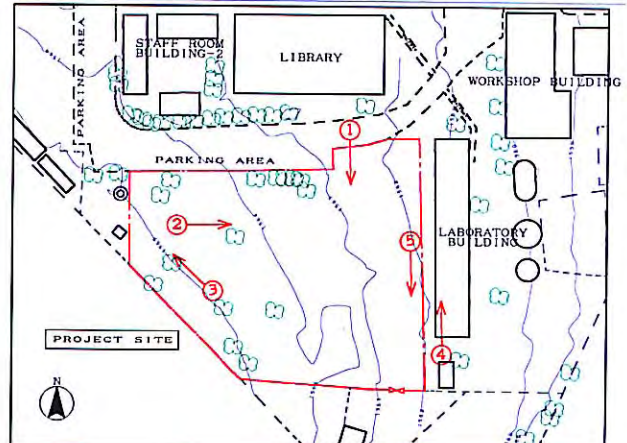 STAFF ROOM
BUILDING-2
LIBRARY
WORKSHOP BUILDING
PARKING AREA
PARKING AREA
1
2
3
4
5
LABORATORY
BUILDING
PROJECT SITE
N